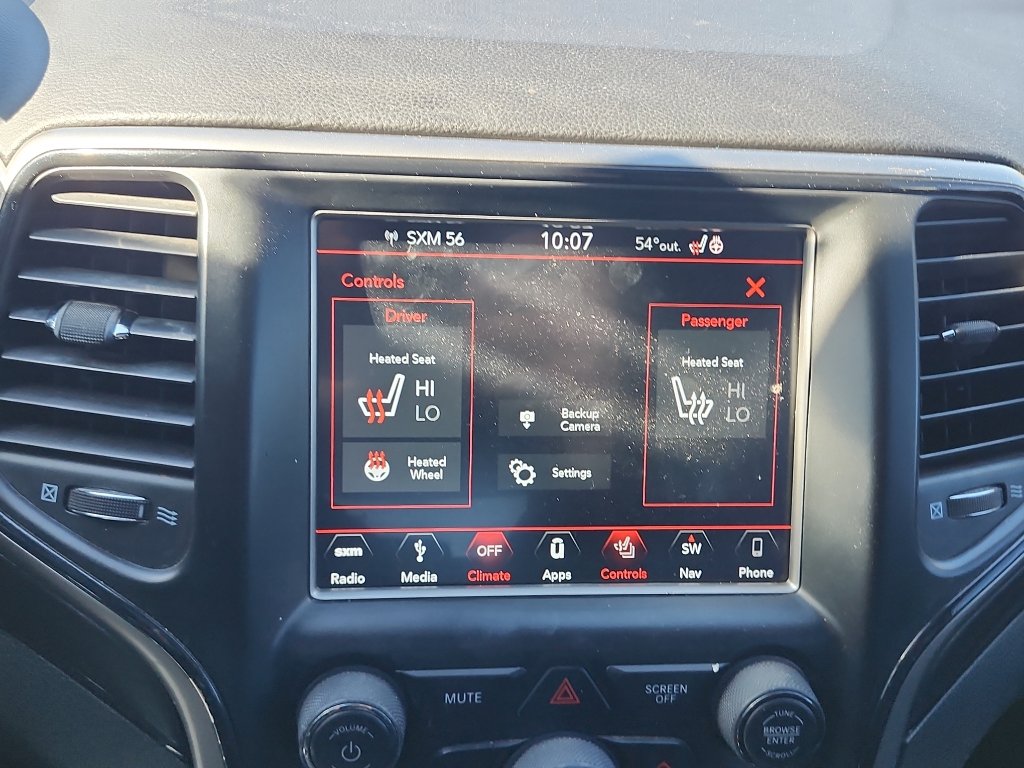 SXM 56
10:07
54°out.
Controls
Driver
Heated Seat
HI
LO
Heated
Wheel
Backup
Camera
Settings
Passenger
Heated Seat
HI
LO
sxm
Radio
Media
OFF
Climate
Apps
Controls
SW
Nav
Phone
MUTE
SCREEN
OFF
VOLUME
TUNE
BROWSE
ENTER
SCROLL